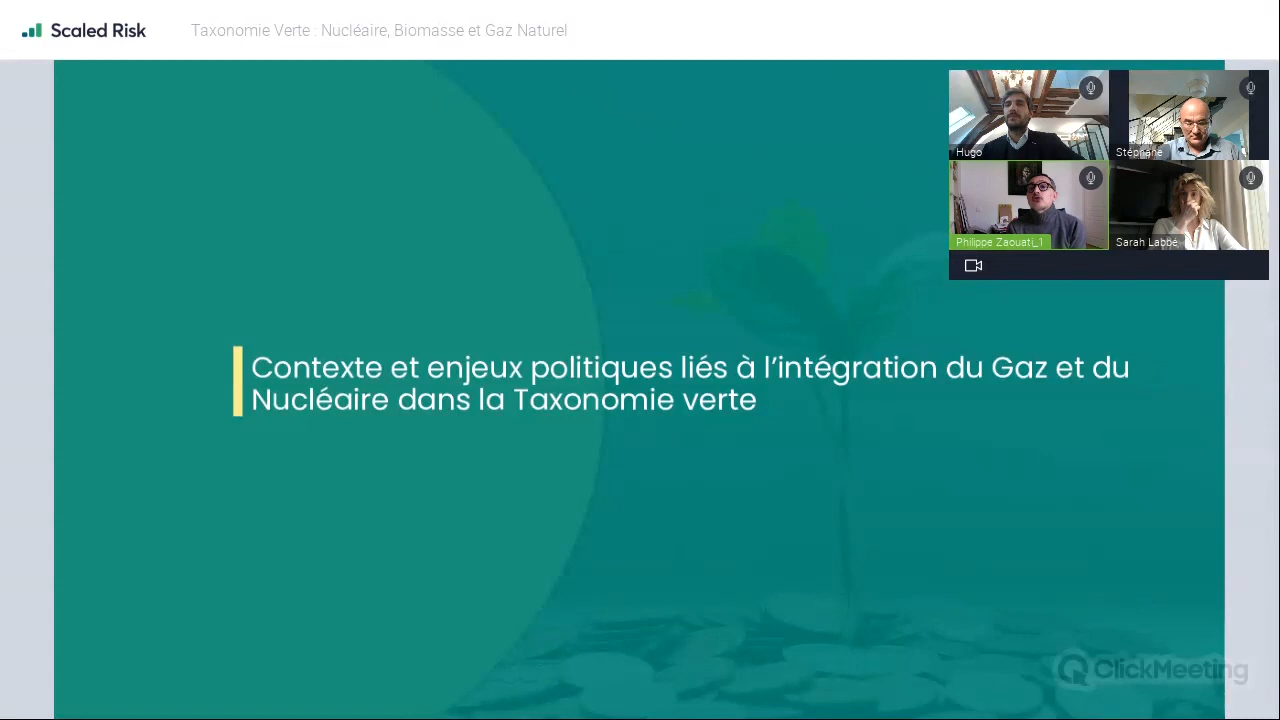 Scaled Risk
Taxonomie Verte : Nucléaire, Biomasse et Gaz Naturel
Hugo
Stéphane
Philippe Zaouati_1
Sarah Labbé
Contexte et enjeux politiques liés à l'intégration du Gaz et du
Nucléaire dans la Taxonomie verte
ClickMeeting